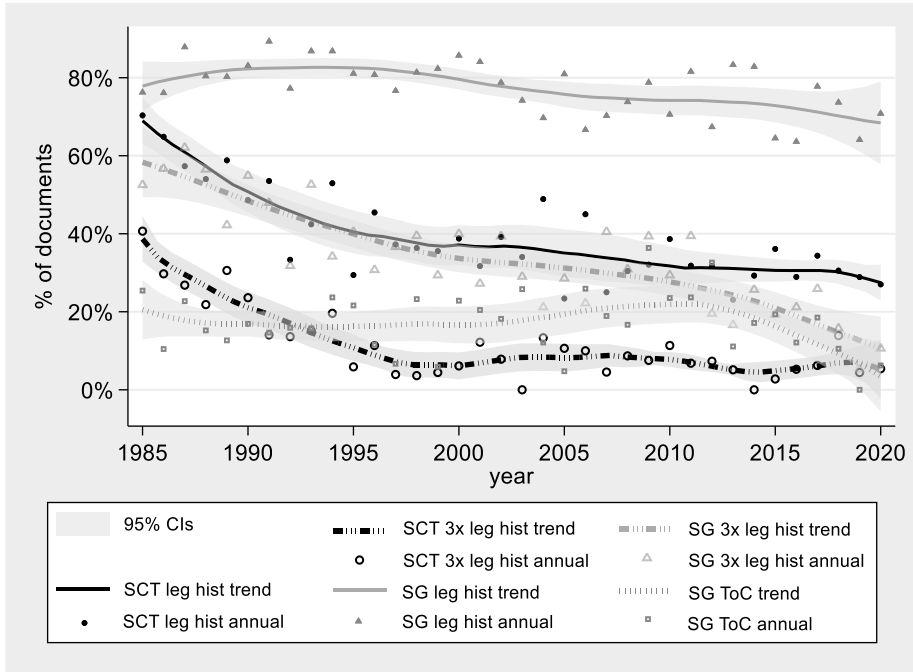 % of documents
80%
60%
40%
20%
0%
1985 1990 1995 2000 2005 2010 2015 2020
year
95% CIs
SCT leg hist trend
SCT leg hist annual
SCT 3x leg hist trend
SCT 3x leg hist annual
SG leg hist trend
SG leg hist annual
SG 3x leg hist trend
SG 3x leg hist annual
SG ToC trend
SG ToC annual